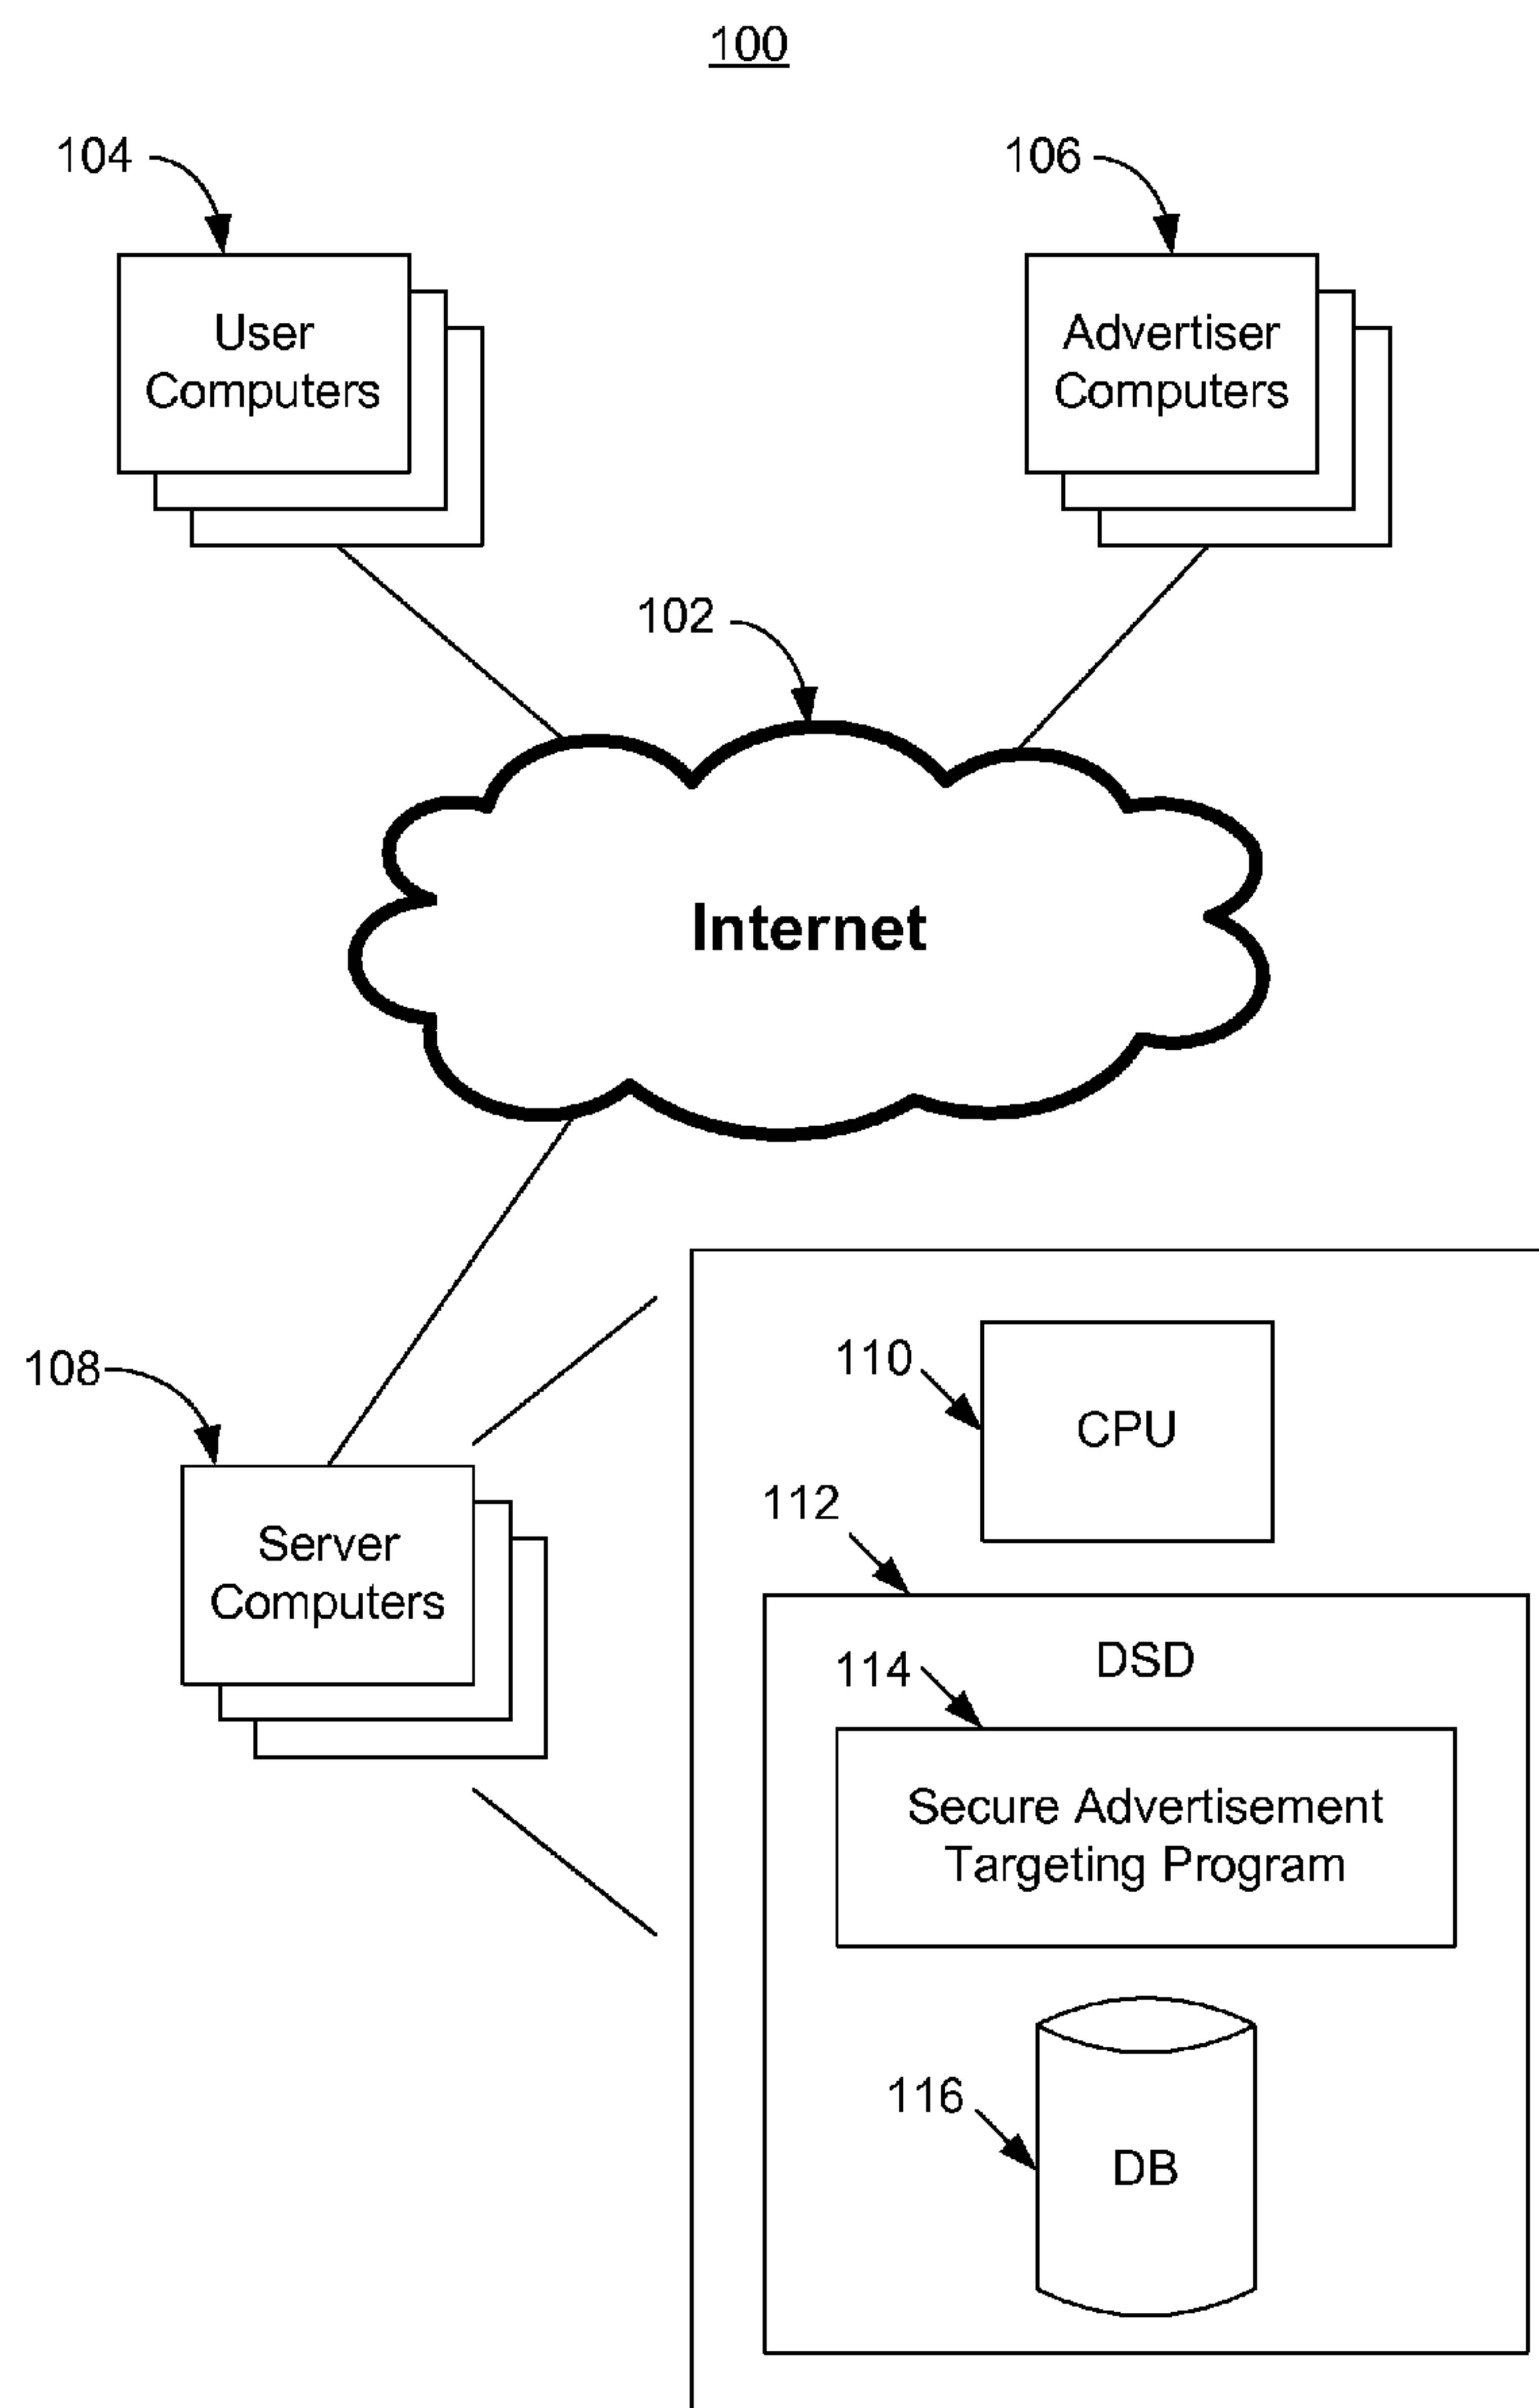 100
104
106
User
Computers
Advertiser
Computers
102
Internet
108
110
CPU
112
Server
Computers
DSD
114
Secure Advertisement
Targeting Program
116
DB